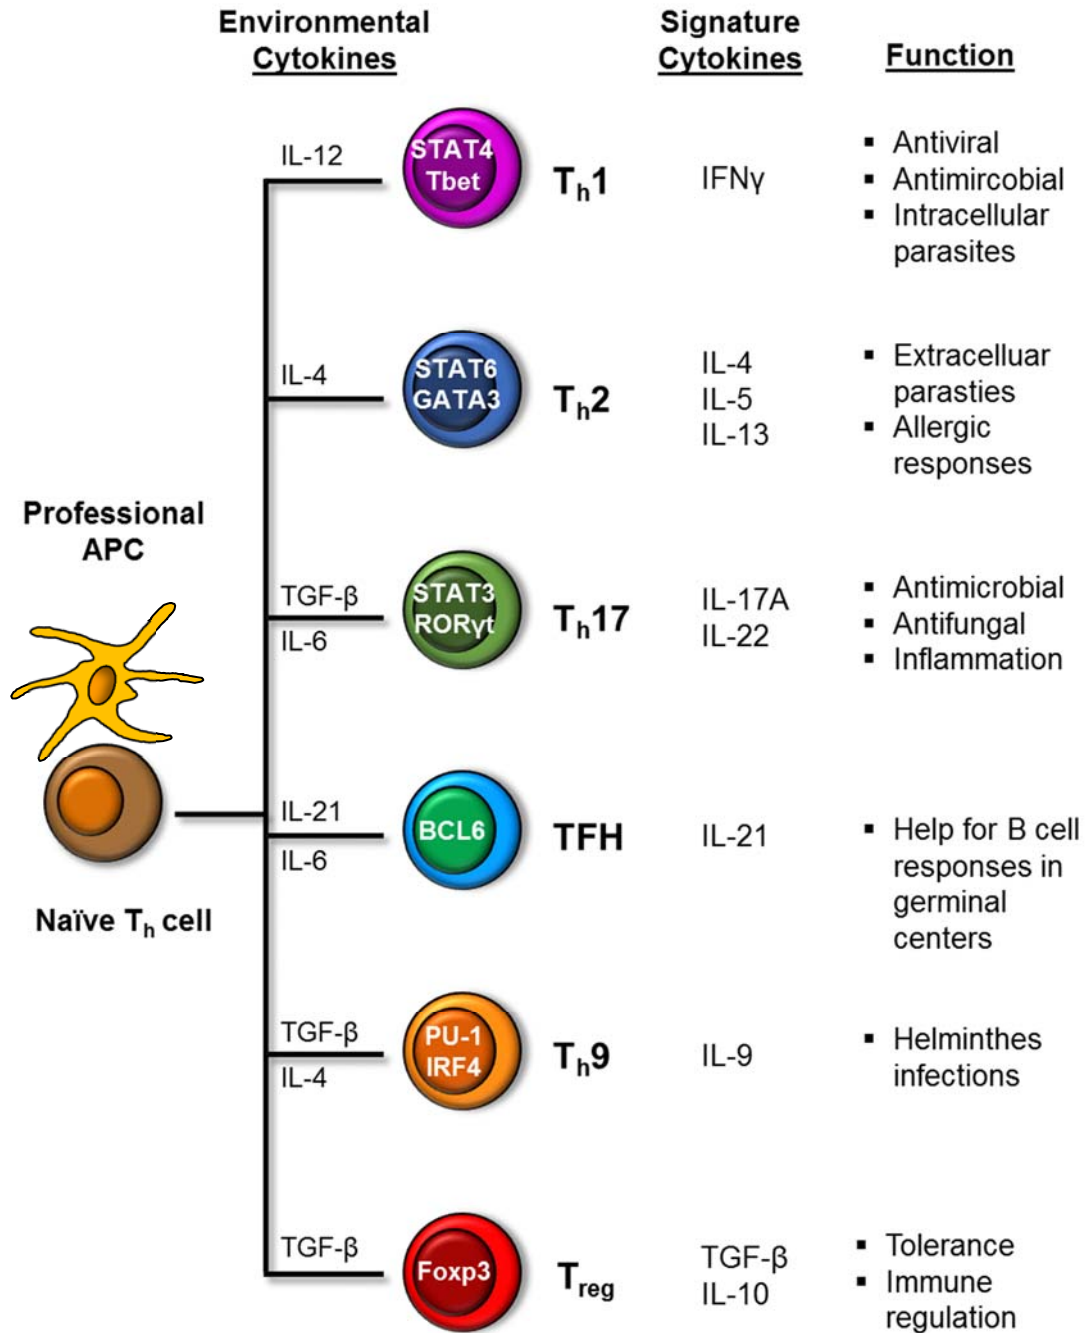 Environmental
Cytokines
Signature
Cytokines
Function
IL-12
STAT4
Tbet
Th1
IFNγ
▪ Antiviral
▪ Antimircobial
▪ Intracellular
parasites
IL-4
STAT6
GATA3
Th2
IL-4
IL-5
IL-13
▪ Extracelluar
parasties
▪ Allergic
responses
Professional
APC
TGF-β
IL-6
STAT3
RORγt
Th17
IL-17A
IL-22
▪ Antimicrobial
▪ Antifungal
▪ Inflammation
Naïve Th cell
IL-21
IL-6
BCL6
TFH
IL-21
▪ Help for B cell
responses in
germinal
centers
TGF-β
IL-4
PU-1
IRF4
Th9
IL-9
▪ Helminthes
infections
TGF-β
Foxp3
Treg
TGF-β
IL-10
▪ Tolerance
▪ Immune
regulation